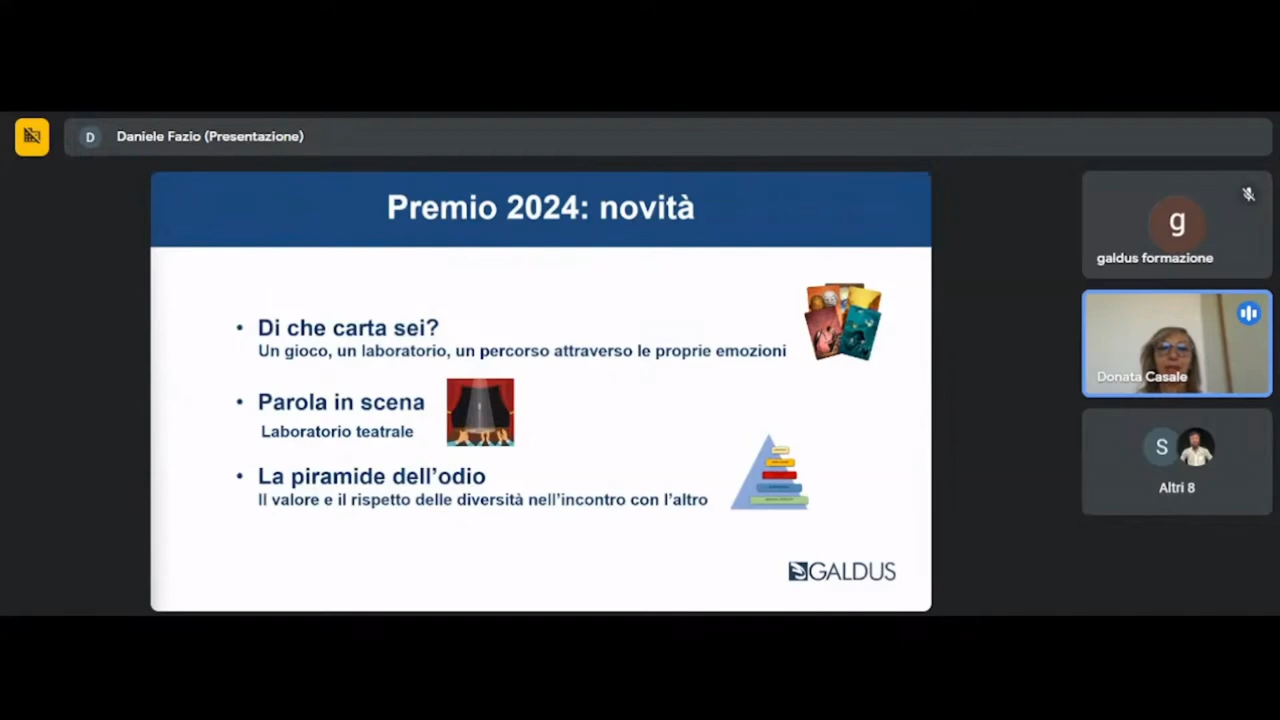 D Daniele Fazio (Presentazione)
Premio 2024: novità
• Di che carta sei?
Un gioco, un laboratorio, un percorso attraverso le proprie emozioni
• Parola in scena
Laboratorio teatrale
• La piramide dell'odio
Il valore e il rispetto delle diversità nell'incontro con l'altro
GALDUS
g
galdus formazione
Donata Casale
S
Altri 8